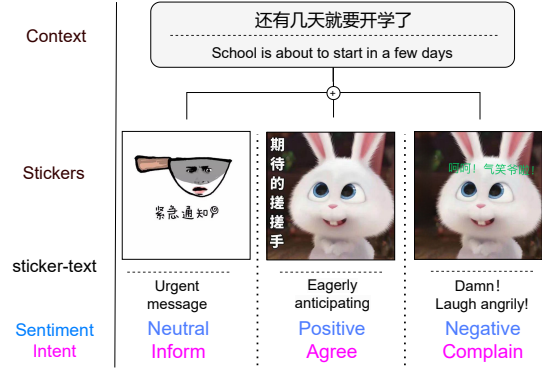 Context
还有几天就要开学了
School is about to start in a few days
Stickers
紧急通知
期待的搓搓手
呵呵！气笑爷啦！
sticker-text
Urgent message
Eagerly anticipating
Damn!
Laugh angrily!
Sentiment
Neutral
Positive
Negative
Intent
Inform
Agree
Complain